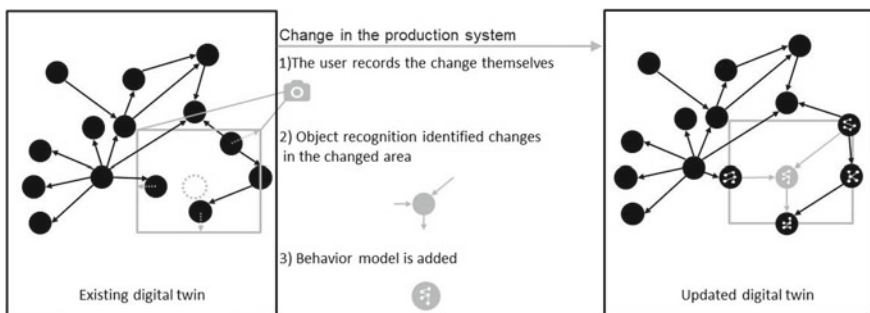 Change in the production system
1)The user records the change themselves
2) Object recognition identified changes
in the changed area
3) Behavior model is added
Existing digital twin
Updated digital twin